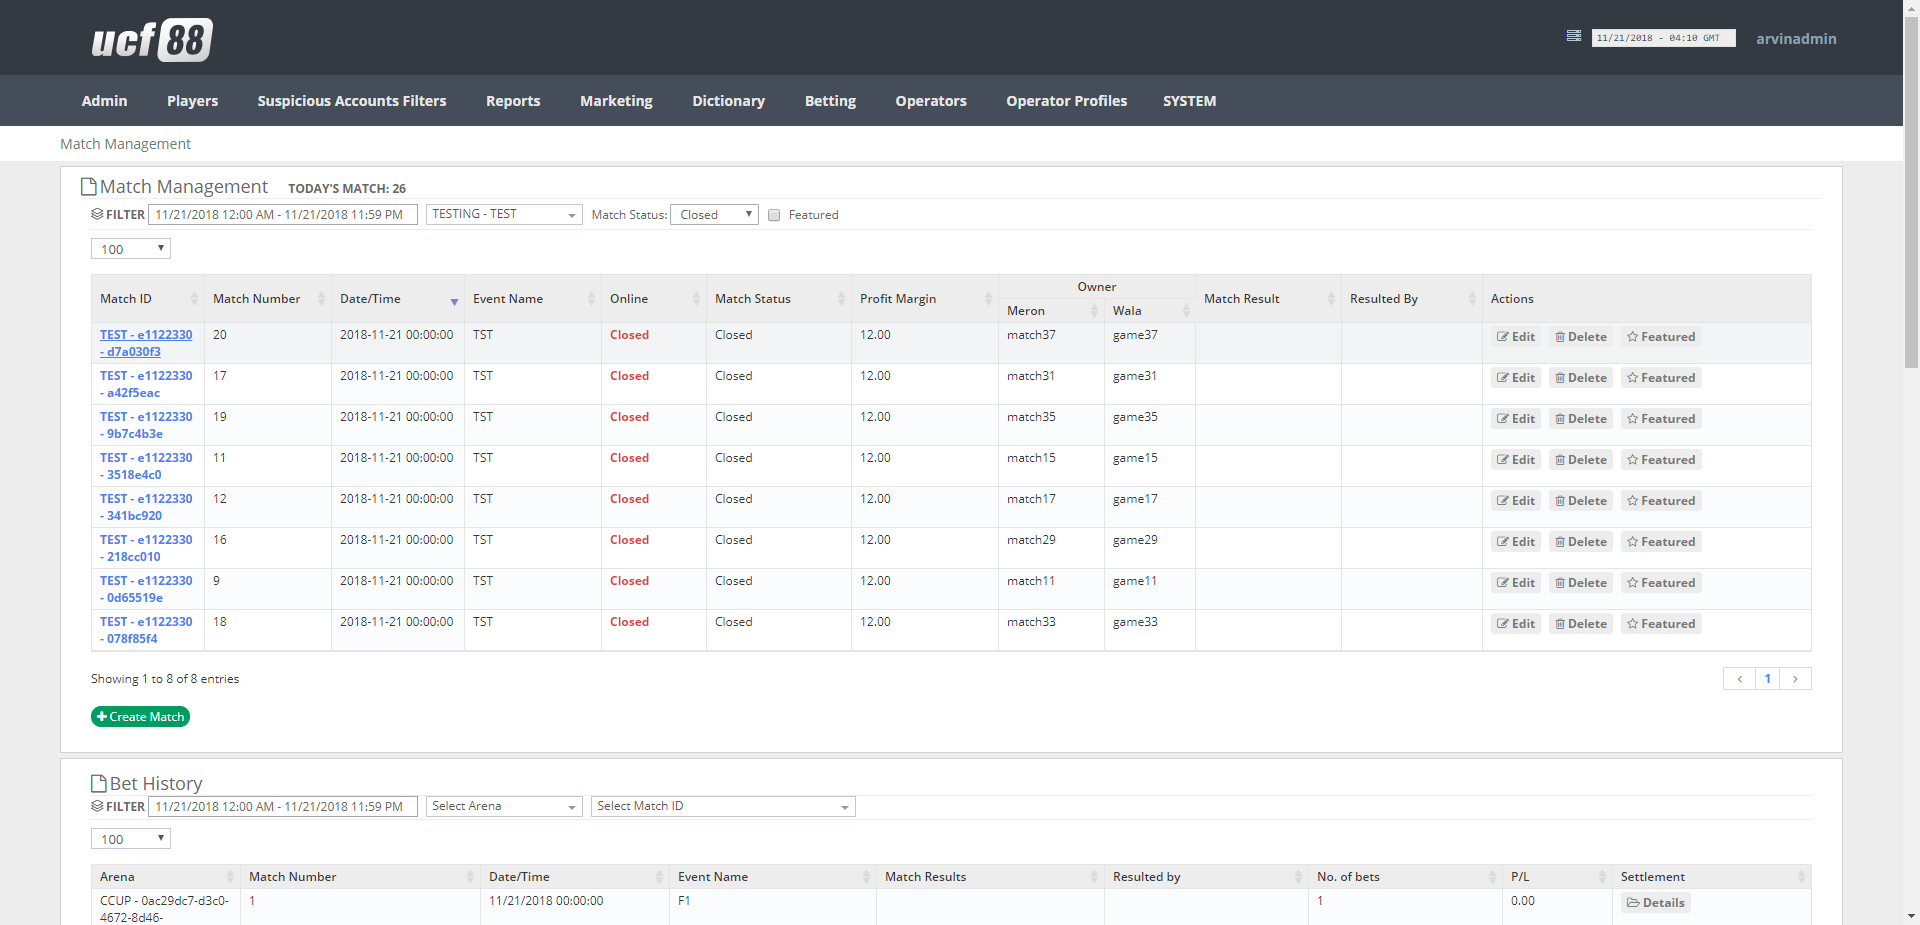 ucf88
11/21/2018 - 04:10 GMT arvinadmin
Admin Players Suspicious Accounts Filters Reports Marketing Dictionary Betting Operators Operator Profiles SYSTEM
Match Management
Match Management TODAY'S MATCH: 26
FILTER 11/21/2018 12:00 AM - 11/21/2018 11:59 PM TESTING - TEST Match Status: Closed Featured
100
Owner
Match ID Match Number Date/Time Event Name Online Match Status Profit Margin Match Result Resulted By Actions
Meron Wala
TEST - e1122330 20 2018-11-21 00:00:00 TST Closed Closed 12.00 match37 game37 Edit Delete Featured
- d7a030f3
TEST - e1122330 17 2018-11-21 00:00:00 TST Closed Closed 12.00 match31 game31 Edit Delete Featured
- a42f5eac
TEST - e1122330 19 2018-11-21 00:00:00 TST Closed Closed 12.00 match35 game35 Edit Delete Featured
- 9b7c4b3e
TEST - e1122330 11 2018-11-21 00:00:00 TST Closed Closed 12.00 match15 game15 Edit Delete Featured
- 3518e4c0
TEST - e1122330 12 2018-11-21 00:00:00 TST Closed Closed 12.00 match17 game17 Edit Delete Featured
- 341bc920
TEST - e1122330 16 2018-11-21 00:00:00 TST Closed Closed 12.00 match29 game29 Edit Delete Featured
- 218cc010
TEST - e1122330 9 2018-11-21 00:00:00 TST Closed Closed 12.00 match11 game11 Edit Delete Featured
- 0d65519e
TEST - e1122330 18 2018-11-21 00:00:00 TST Closed Closed 12.00 match33 game33 Edit Delete Featured
- 078f85f4
Showing 1 to 8 of 8 entries ‹ 1 ›
Create Match
Bet History
FILTER 11/21/2018 12:00 AM - 11/21/2018 11:59 PM Select Arena Select Match ID
100
Arena Match Number Date/Time Event Name Match Results Resulted by No. of bets P/L Settlement
CCUP - 0ac29dc7-d3c0- 1 11/21/2018 00:00:00 F1 1 0.00 Details
4672-8d46-